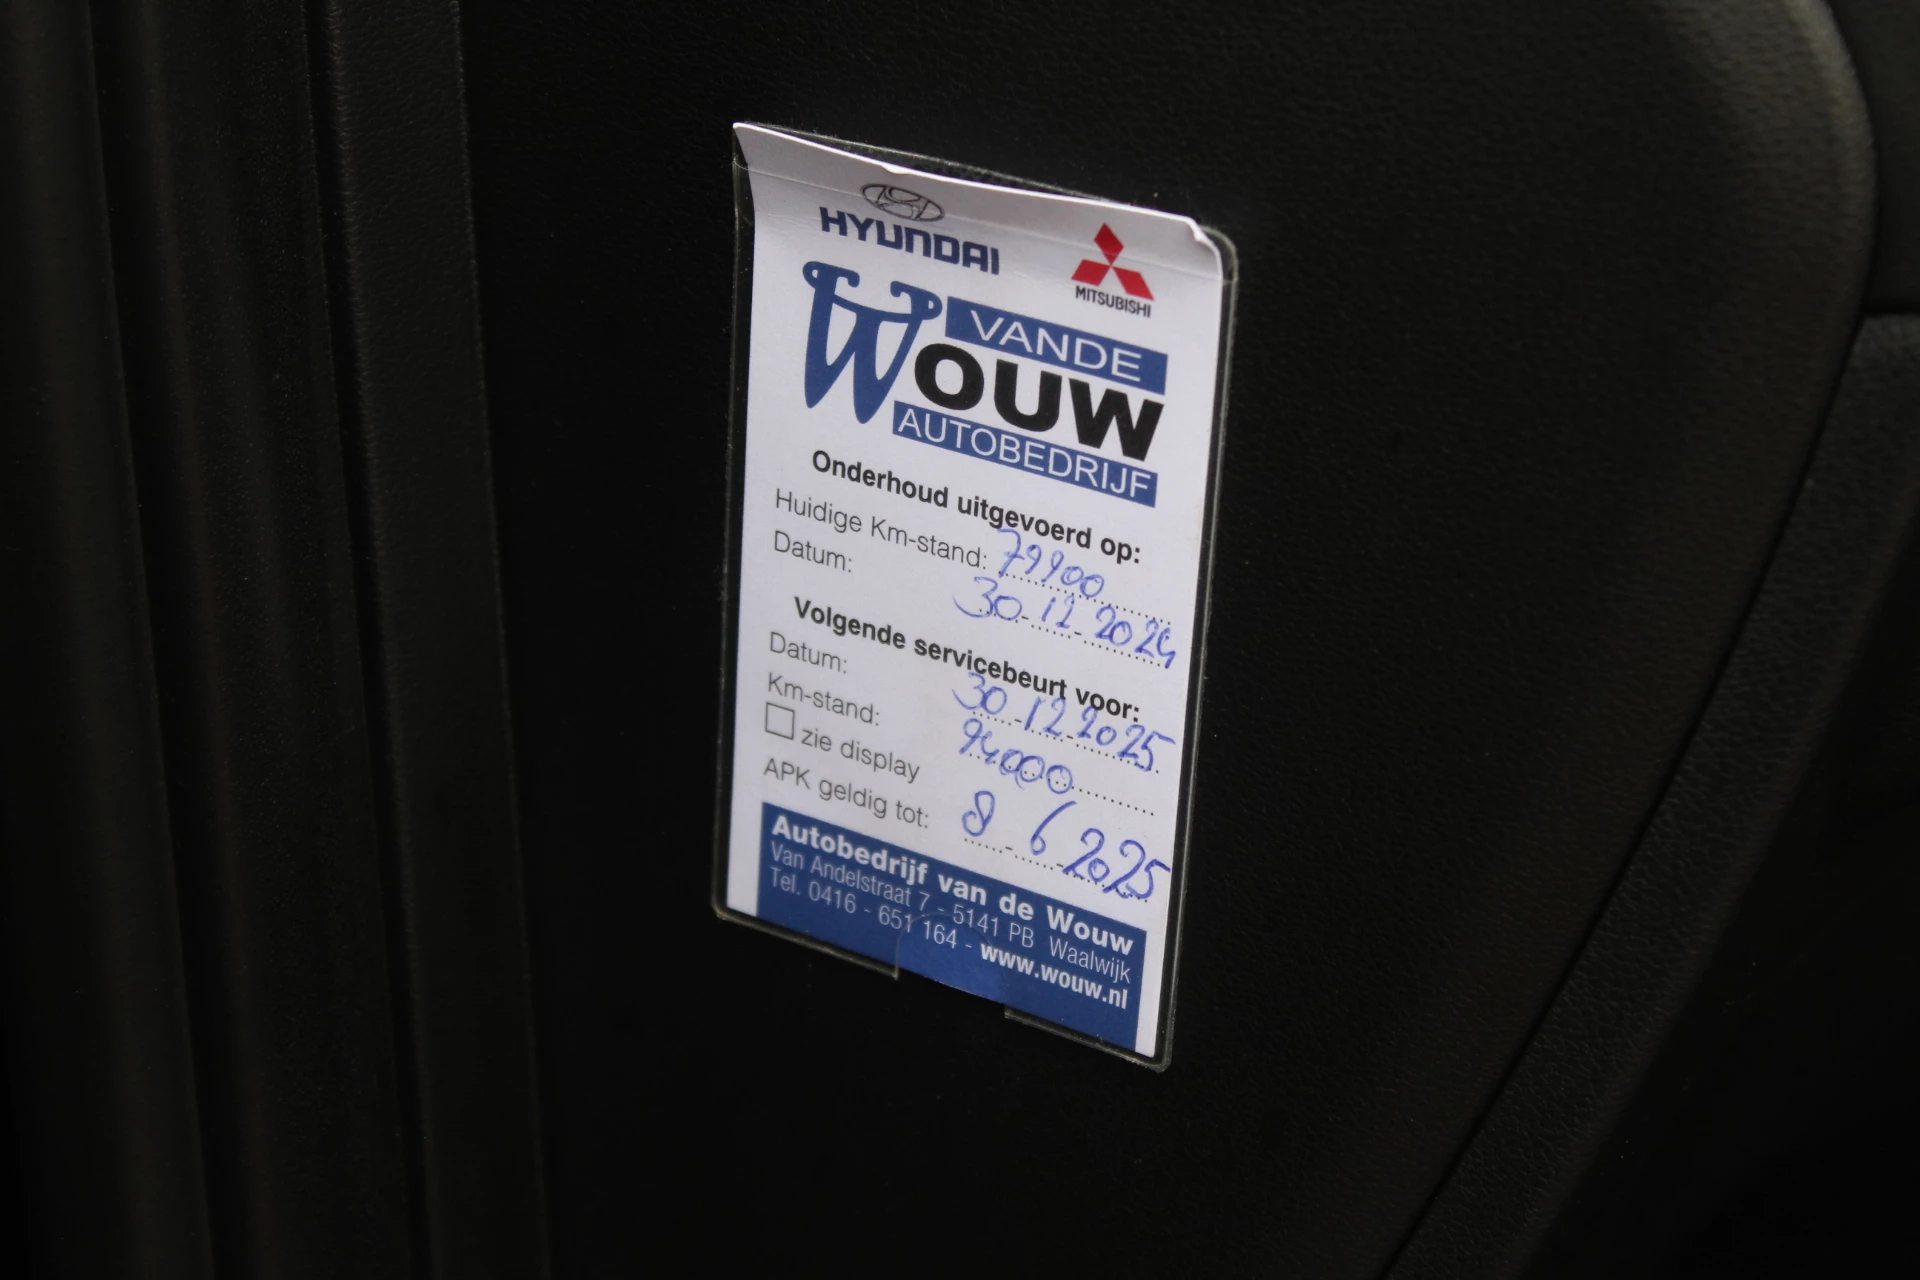 HYUNDAI
MITSUBISHI
VAN DE
WOUW
AUTOBEDRIJF
Onderhoud uitgevoerd op:
Huidige Km-stand: 79900
Datum: 30-12-2024
Volgende servicebeurt voor:
Datum: 30-12-2025
Km-stand: 94000
zie display
APK geldig tot: 8-6-2025
Autobedrijf van de Wouw
Van Andelstraat 7 - 5141 PB Waalwijk
Tel. 0416 - 651 164 - www.wouw.nl